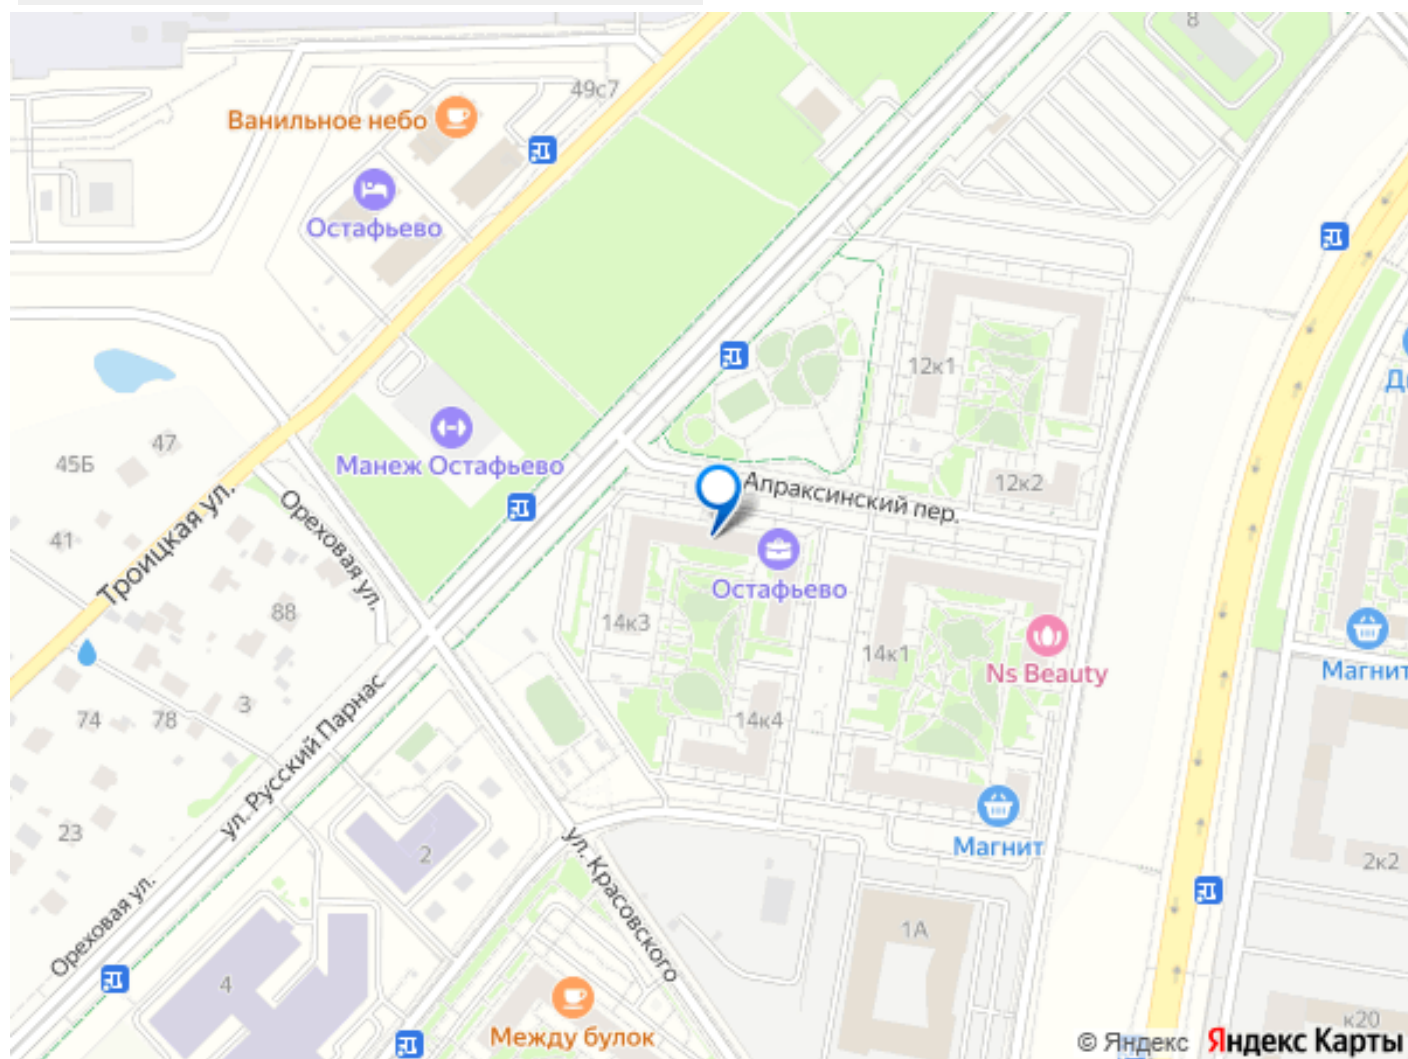 8
49с7
Ванильное небо
Остафьево
12к1
47
45Б
Манеж Остафьево
12к2
Апраксинский пер.
Троицкая ул.
Ореховая ул.
41
Остафьево
88
14к3
14к1
Ns Beauty
Магнит
74
78
3
14к4
ул. Русский Парнас
23
2
Магнит
ул. Красовского
2к2
Ореховая ул.
1А
4
к20
Между булок
© Яндекс Яндекс Карты